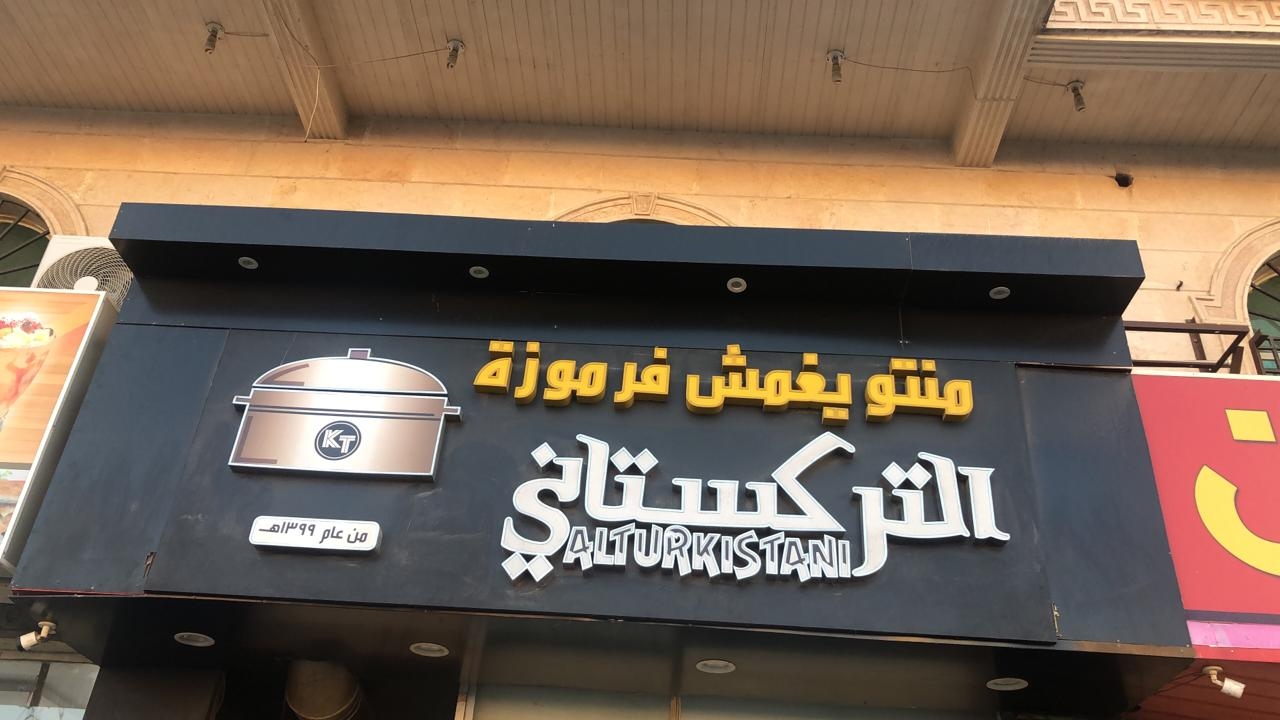 منتو يغمش فرموزة
التركستاني
ALTURKISTANI
KT
من عام ١٣٩٩هـ